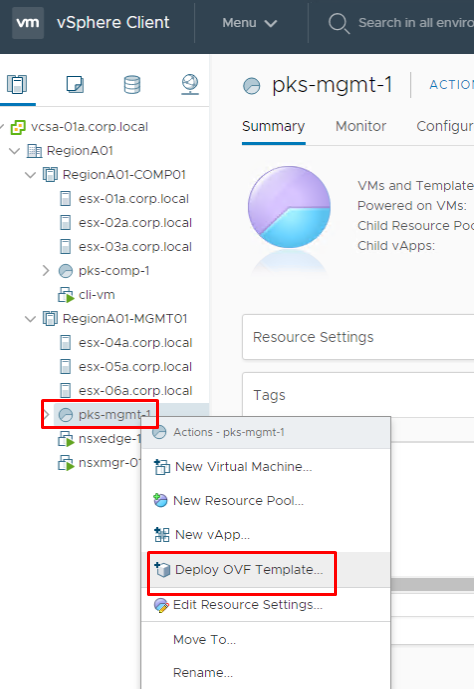 vm vSphere Client Menu Search in all enviro
pks-mgmt-1 ACTIONS
Summary Monitor Configur
vcsa-01a.corp.local
RegionA01
RegionA01-COMP01
esx-01a.corp.local
esx-02a.corp.local
esx-03a.corp.local
pks-comp-1
cli-vm
RegionA01-MGMT01
esx-04a.corp.local
esx-05a.corp.local
esx-06a.corp.local
pks-mgmt-1
nsxedge-1
nsxmgr-01
VMs and Template
Powered on VMs:
Child Resource Poo
Child vApps:
Resource Settings
Tags
Actions - pks-mgmt-1
New Virtual Machine...
New Resource Pool...
New vApp...
Deploy OVF Template...
Edit Resource Settings...
Move To...
Rename...